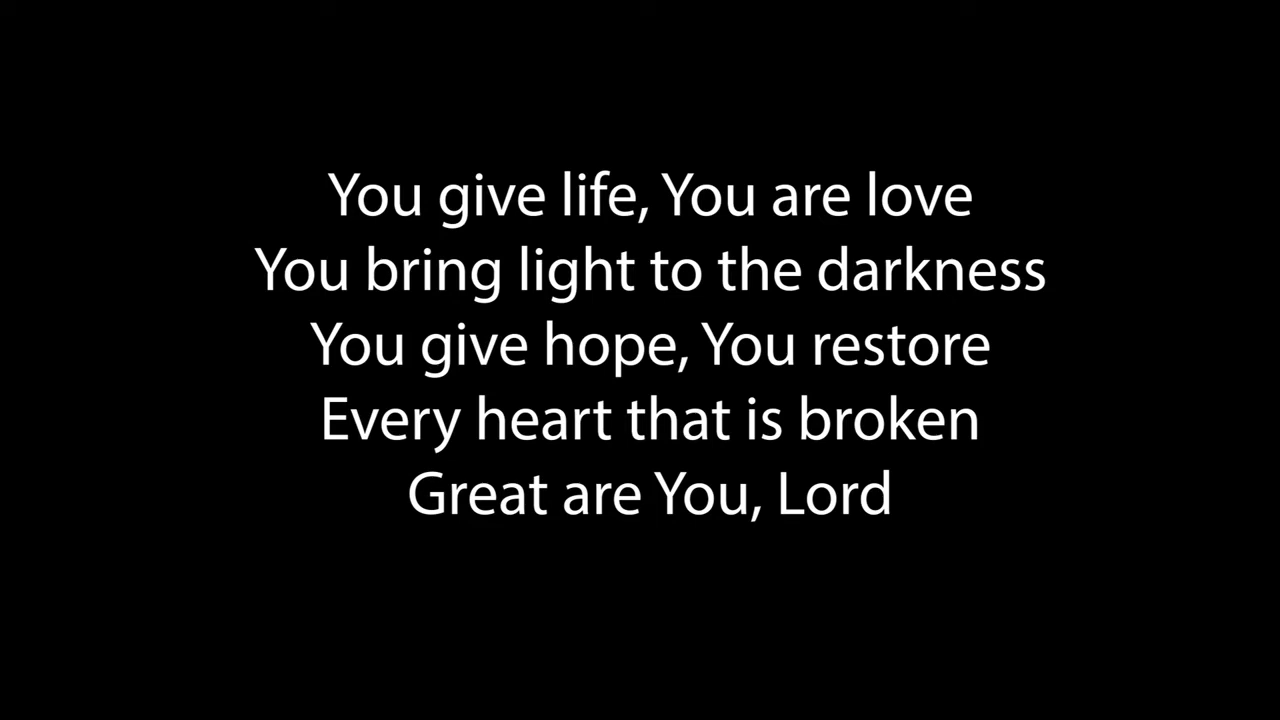 You give life, You are love
You bring light to the darkness
You give hope, You restore
Every heart that is broken
Great are You, Lord